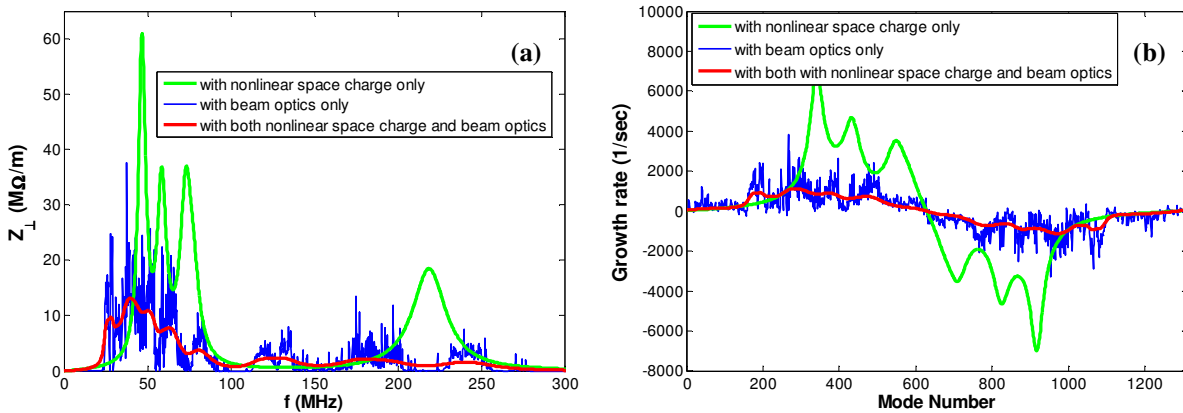 (a)
with nonlinear space charge only
with beam optics only
with both nonlinear space charge and beam optics
Z⊥ (MΩ/m)
60
50
40
30
20
10
0
0 50 100 150 200 250 300
f (MHz)
(b)
with nonlinear space charge only
with beam optics only
with both with nonlinear space charge and beam optics
Growth rate (1/sec)
10000
8000
6000
4000
2000
0
-2000
-4000
-6000
-8000
0 200 400 600 800 1000 1200
Mode Number